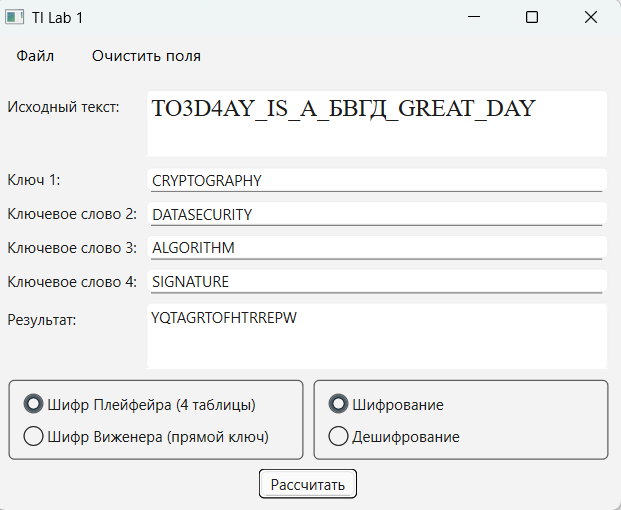 TI Lab 1
Файл Очистить поля
Исходный текст: TO3D4AY_IS_A_БВГД_GREAT_DAY
Ключ 1: CRYPTOGRAPHY
Ключевое слово 2: DATASECURITY
Ключевое слово 3: ALGORITHM
Ключевое слово 4: SIGNATURE
Результат: YQTAGRTOFHTRREPW
Шифр Плейфейра (4 таблицы) Шифрование
Шифр Виженера (прямой ключ) Дешифрование
Рассчитать